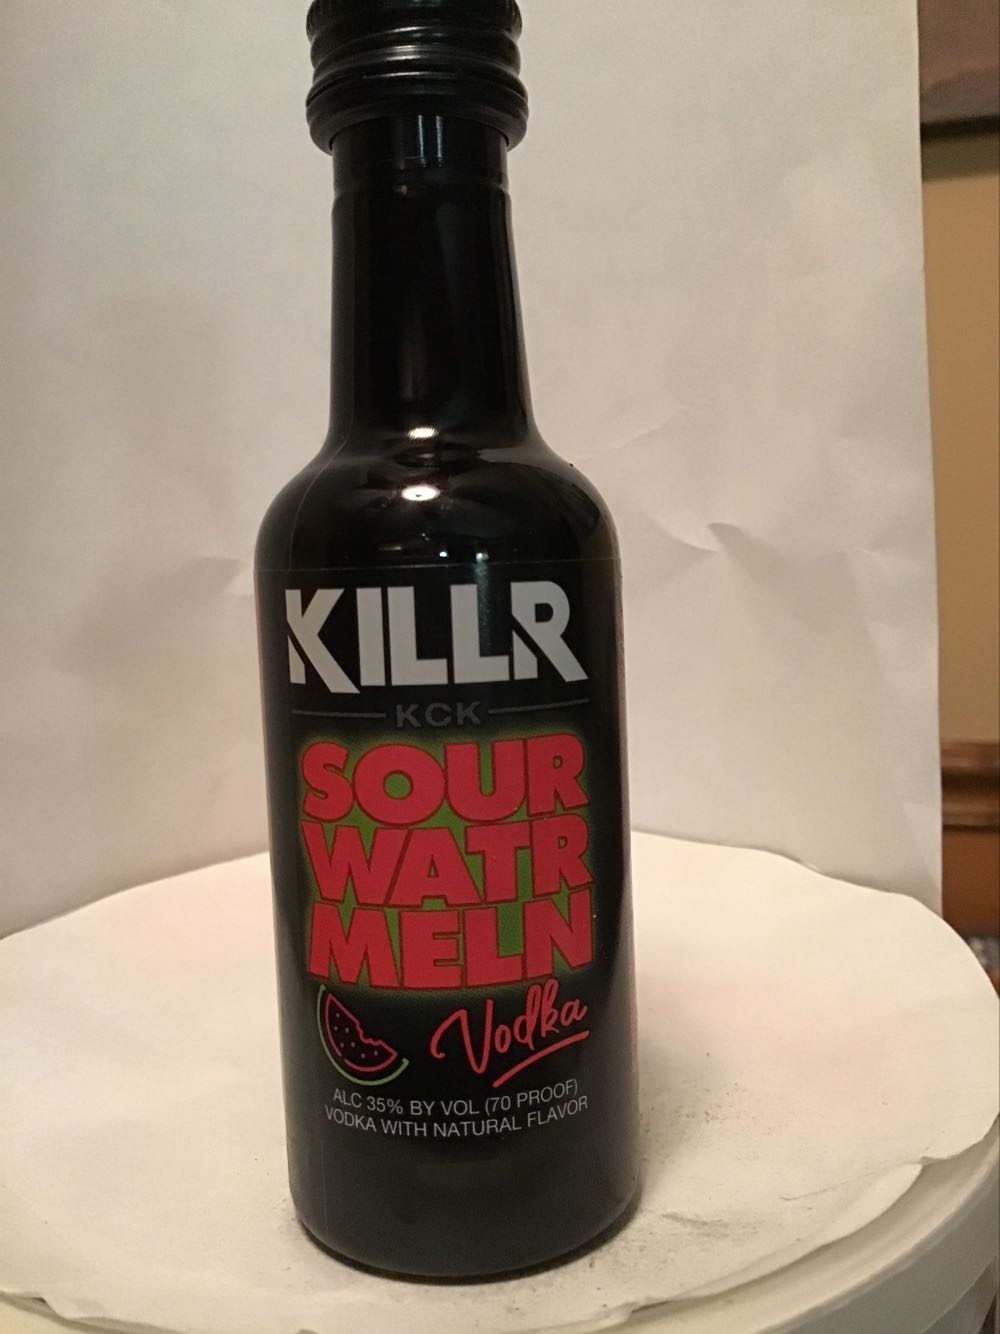 KILLR
KCK
SOUR
WATR
MELN
Vodka
ALC 35% BY VOL (70 PROOF)
VODKA WITH NATURAL FLAVOR